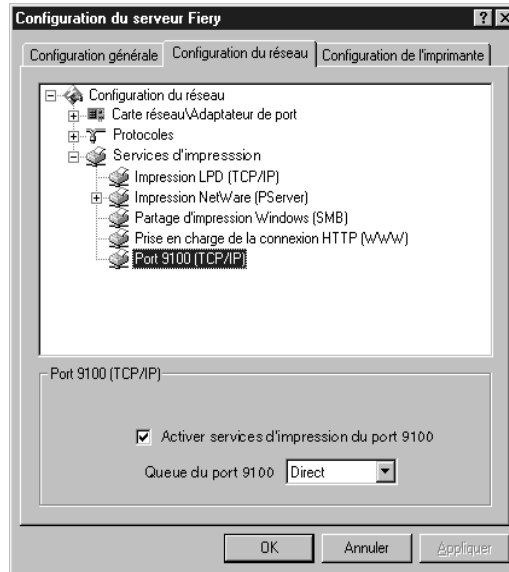 Configuration du serveur Fiery
Configuration générale Configuration du réseau Configuration de l'imprimante
Configuration du réseau
Carte réseau\Adaptateur de port
Protocoles
Services d'impresssion
Impression LPD (TCP/IP)
Impression NetWare (PServer)
Partage d'impression Windows (SMB)
Prise en charge de la connexion HTTP (WWW)
Port 9100 (TCP/IP)
Port 9100 (TCP/IP)
Activer services d'impression du port 9100
Queue du port 9100 Direct
OK Annuler Appliquer